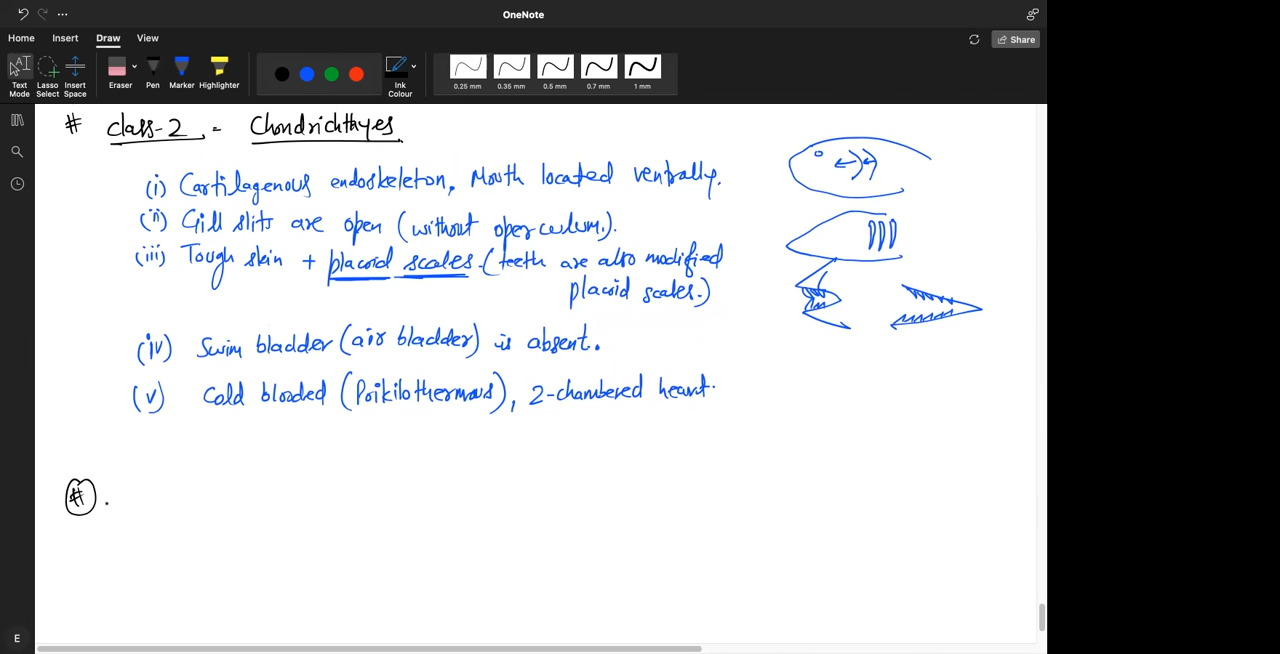 OneNote
Home Insert Draw View
Share
Text Mode
Lasso Select
Insert Space
Eraser
Pen
Marker
Highlighter
Ink Colour
0.25 mm 0.35 mm 0.5 mm 0.7 mm 1 mm
# class-2 - Chondrichthyes
(i) Cartilagenous endoskeleton, Mouth located ventrally.
(ii) Gill slits are open (without operculum.).
(iii) Tough skin + placoid scales. (teeth are also modified
placoid scales.)
(iv) Swim bladder (air bladder) is absent.
(v) Cold blooded (Poikilothermous), 2-chambered heart.
# .
E